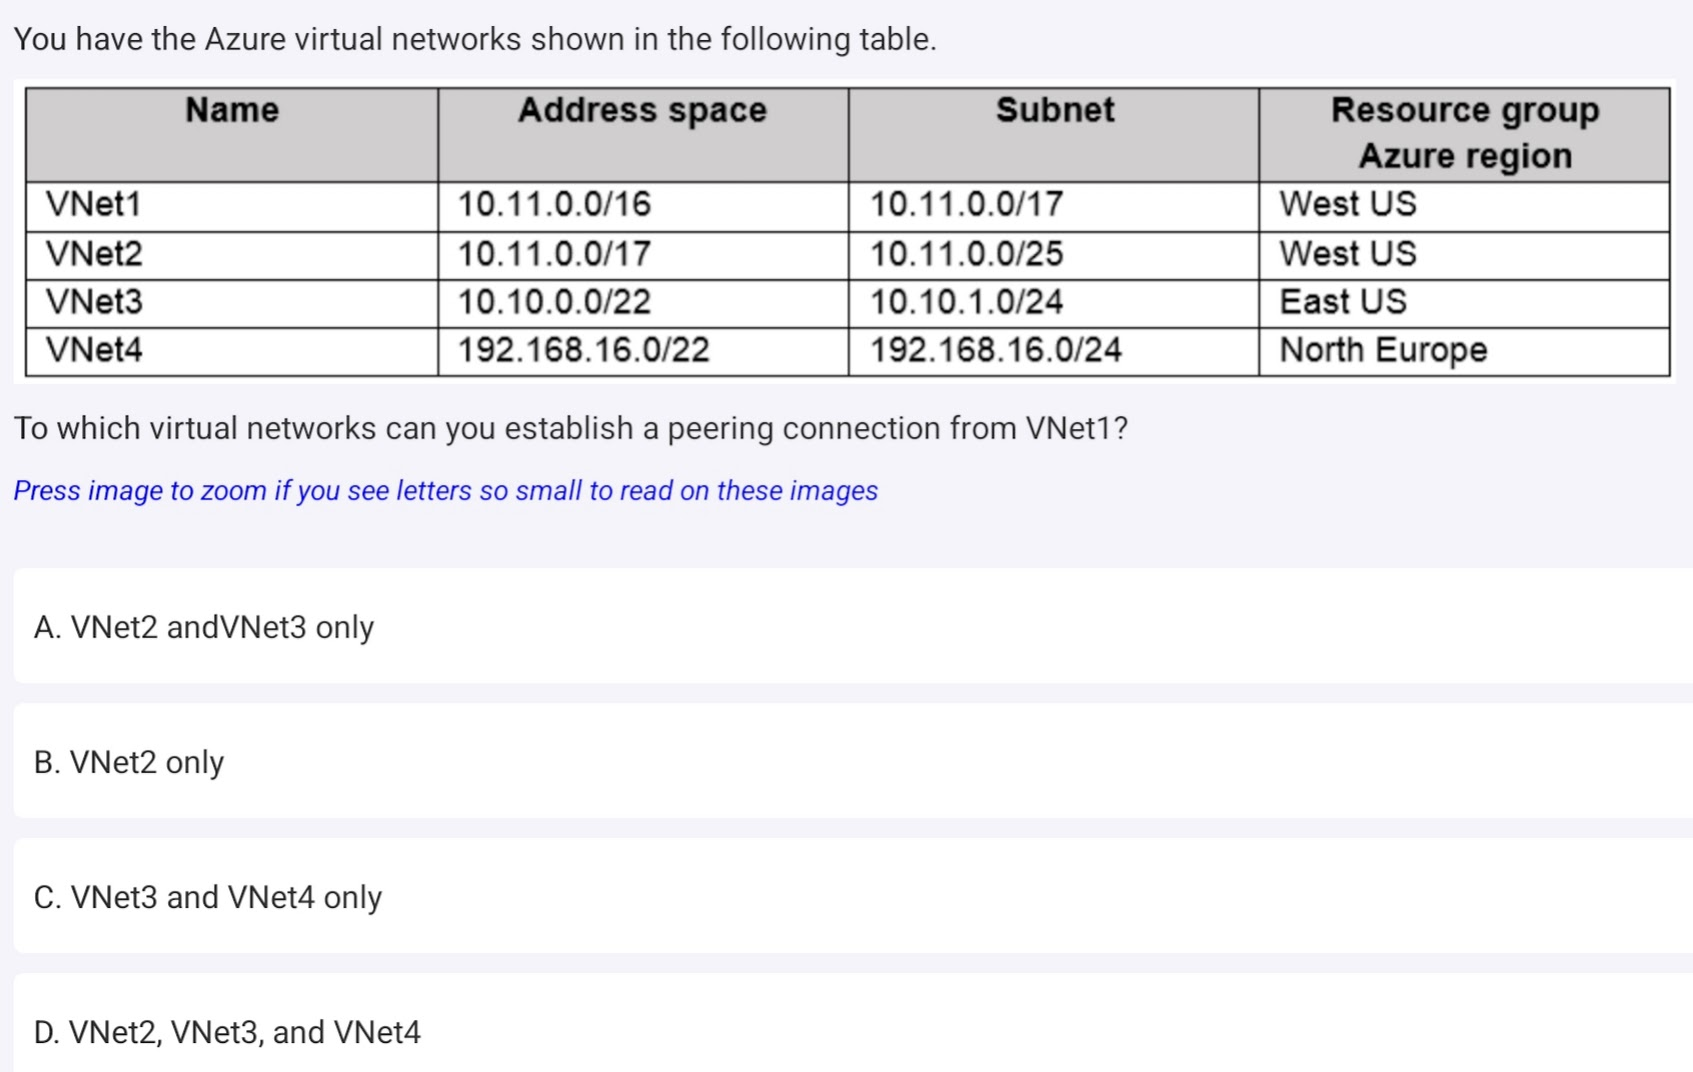 You have the Azure virtual networks shown in the following table.
Name Address space Subnet Resource group
Azure region
VNet1 10.11.0.0/16 10.11.0.0/17 West US
VNet2 10.11.0.0/17 10.11.0.0/25 West US
VNet3 10.10.0.0/22 10.10.1.0/24 East US
VNet4 192.168.16.0/22 192.168.16.0/24 North Europe
To which virtual networks can you establish a peering connection from VNet1?
Press image to zoom if you see letters so small to read on these images
A. VNet2 andVNet3 only
B. VNet2 only
C. VNet3 and VNet4 only
D. VNet2, VNet3, and VNet4